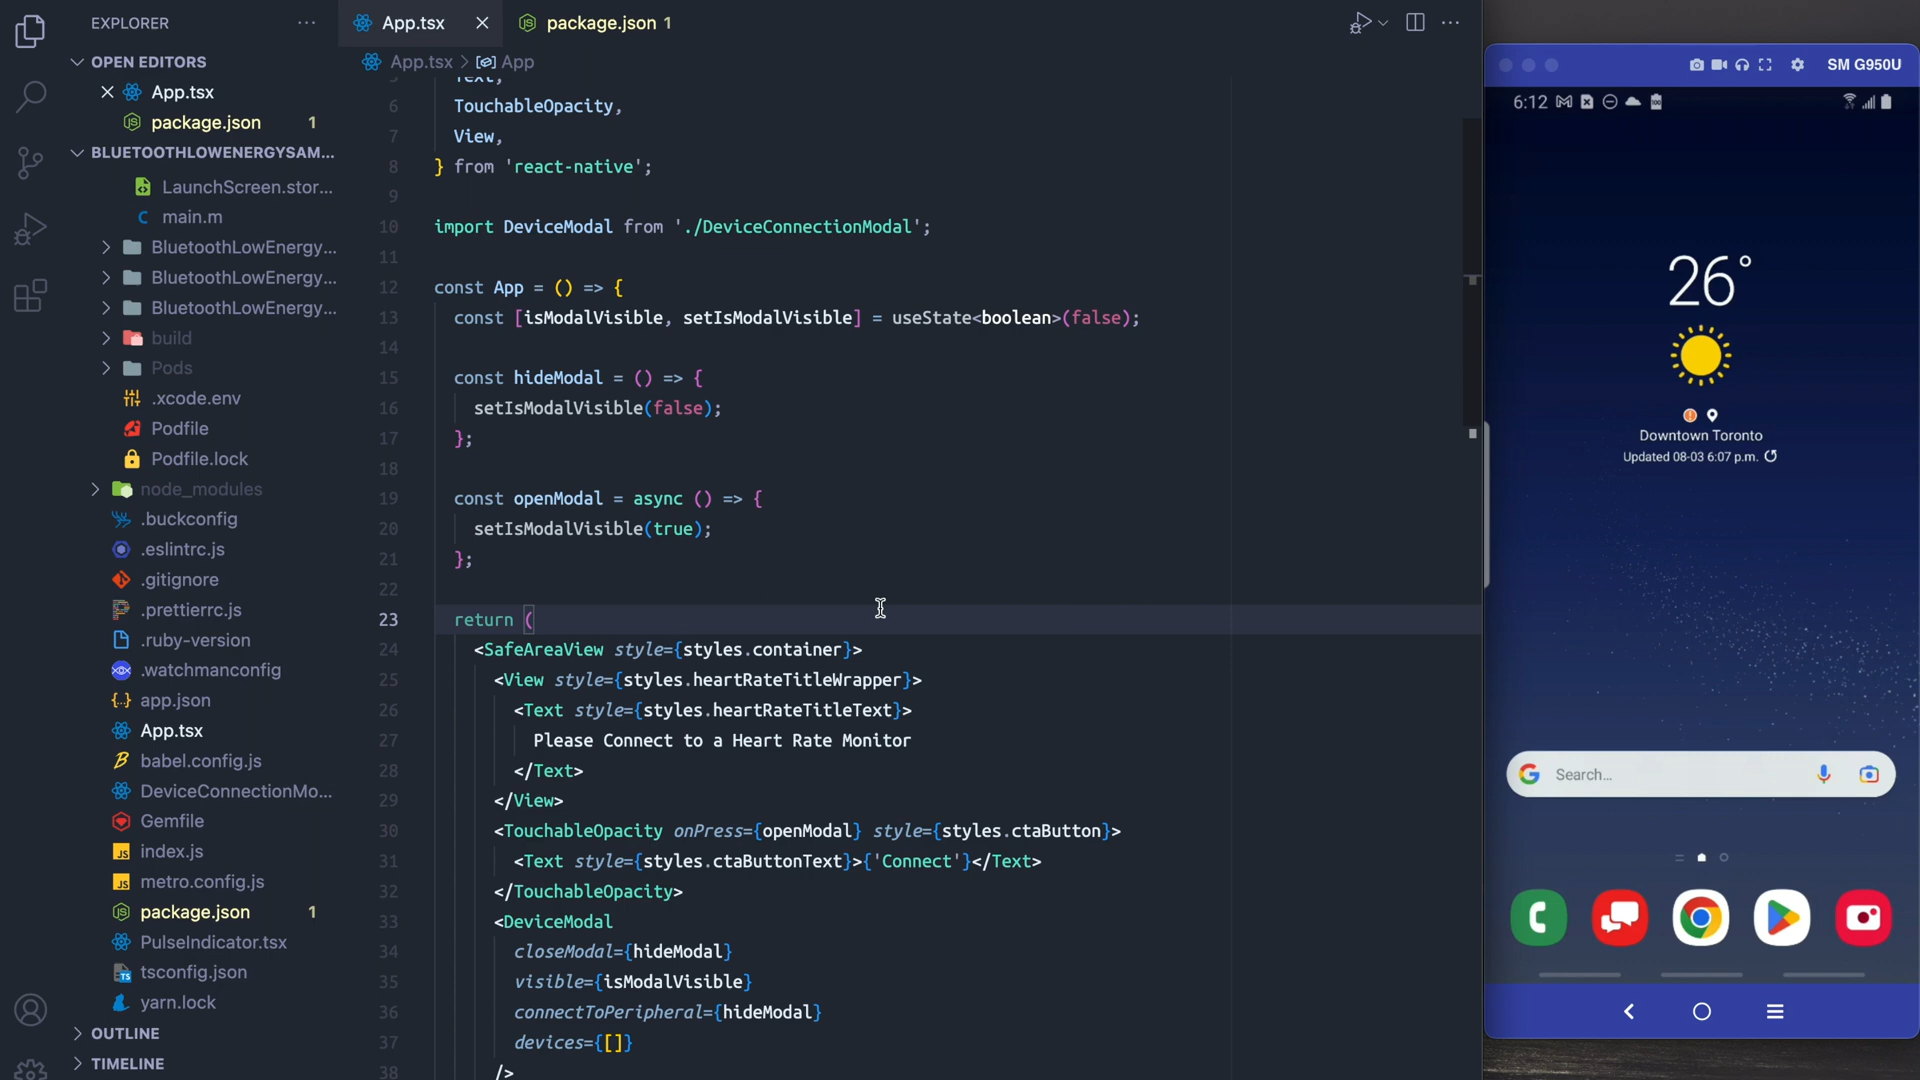 EXPLORER
App.tsx
package.json 1
OPEN EDITORS
App.tsx
package.json 1
BLUETOOTHLOWENERGYSAM...
LaunchScreen.stor...
C main.m
BluetoothLowEnergy...
BluetoothLowEnergy...
BluetoothLowEnergy...
build
Pods
.xcode.env
Podfile
Podfile.lock
node_modules
.buckconfig
.eslintrc.js
.gitignore
.prettierrc.js
.ruby-version
.watchmanconfig
app.json
App.tsx
babel.config.js
DeviceConnectionMo...
Gemfile
JS index.js
JS metro.config.js
package.json 1
PulseIndicator.tsx
tsconfig.json
yarn.lock
OUTLINE
TIMELINE
App.tsx > App
5 Text,
6 TouchableOpacity,
7 View,
8 } from 'react-native';
9
10 import DeviceModal from './DeviceConnectionModal';
11
12 const App = () => {
13 const [isModalVisible, setIsModalVisible] = useState<boolean>(false);
14
15 const hideModal = () => {
16 setIsModalVisible(false);
17 };
18
19 const openModal = async () => {
20 setIsModalVisible(true);
21 };
22
23 return (
24 <SafeAreaView style={styles.container}>
25 <View style={styles.heartRateTitleWrapper}>
26 <Text style={styles.heartRateTitleText}>
27 Please Connect to a Heart Rate Monitor
28 </Text>
29 </View>
30 <TouchableOpacity onPress={openModal} style={styles.ctaButton}>
31 <Text style={styles.ctaButtonText}>{'Connect'}</Text>
32 </TouchableOpacity>
33 <DeviceModal
34 closeModal={hideModal}
35 visible={isModalVisible}
36 connectToPeripheral={hideModal}
37 devices={[]}
38 />
SM G950U
6:12
26°
Downtown Toronto
Updated 08-03 6:07 p.m.
Search...